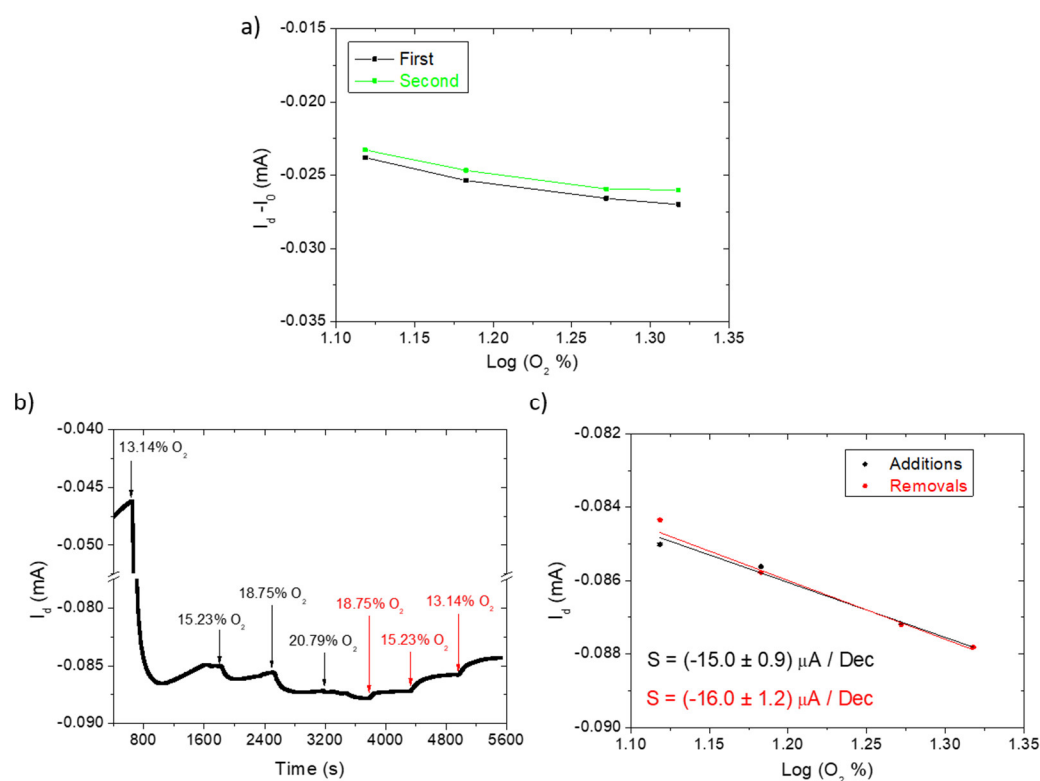 a)
-0.015
-0.020
-0.025
-0.030
-0.035
I_d -I_0 (mA)
First
Second
1.10 1.15 1.20 1.25 1.30 1.35
Log (O_2 %)
b)
-0.040
-0.045
-0.050
-0.080
-0.085
-0.090
I_d (mA)
13.14% O_2
15.23% O_2
18.75% O_2
20.79% O_2
18.75% O_2
15.23% O_2
13.14% O_2
800 1600 2400 3200 4000 4800 5600
Time (s)
c)
-0.082
-0.084
-0.086
-0.088
-0.090
I_d (mA)
Additions
Removals
S = (-15.0 ± 0.9) μA / Dec
S = (-16.0 ± 1.2) μA / Dec
1.10 1.15 1.20 1.25 1.30 1.35
Log (O_2 %)